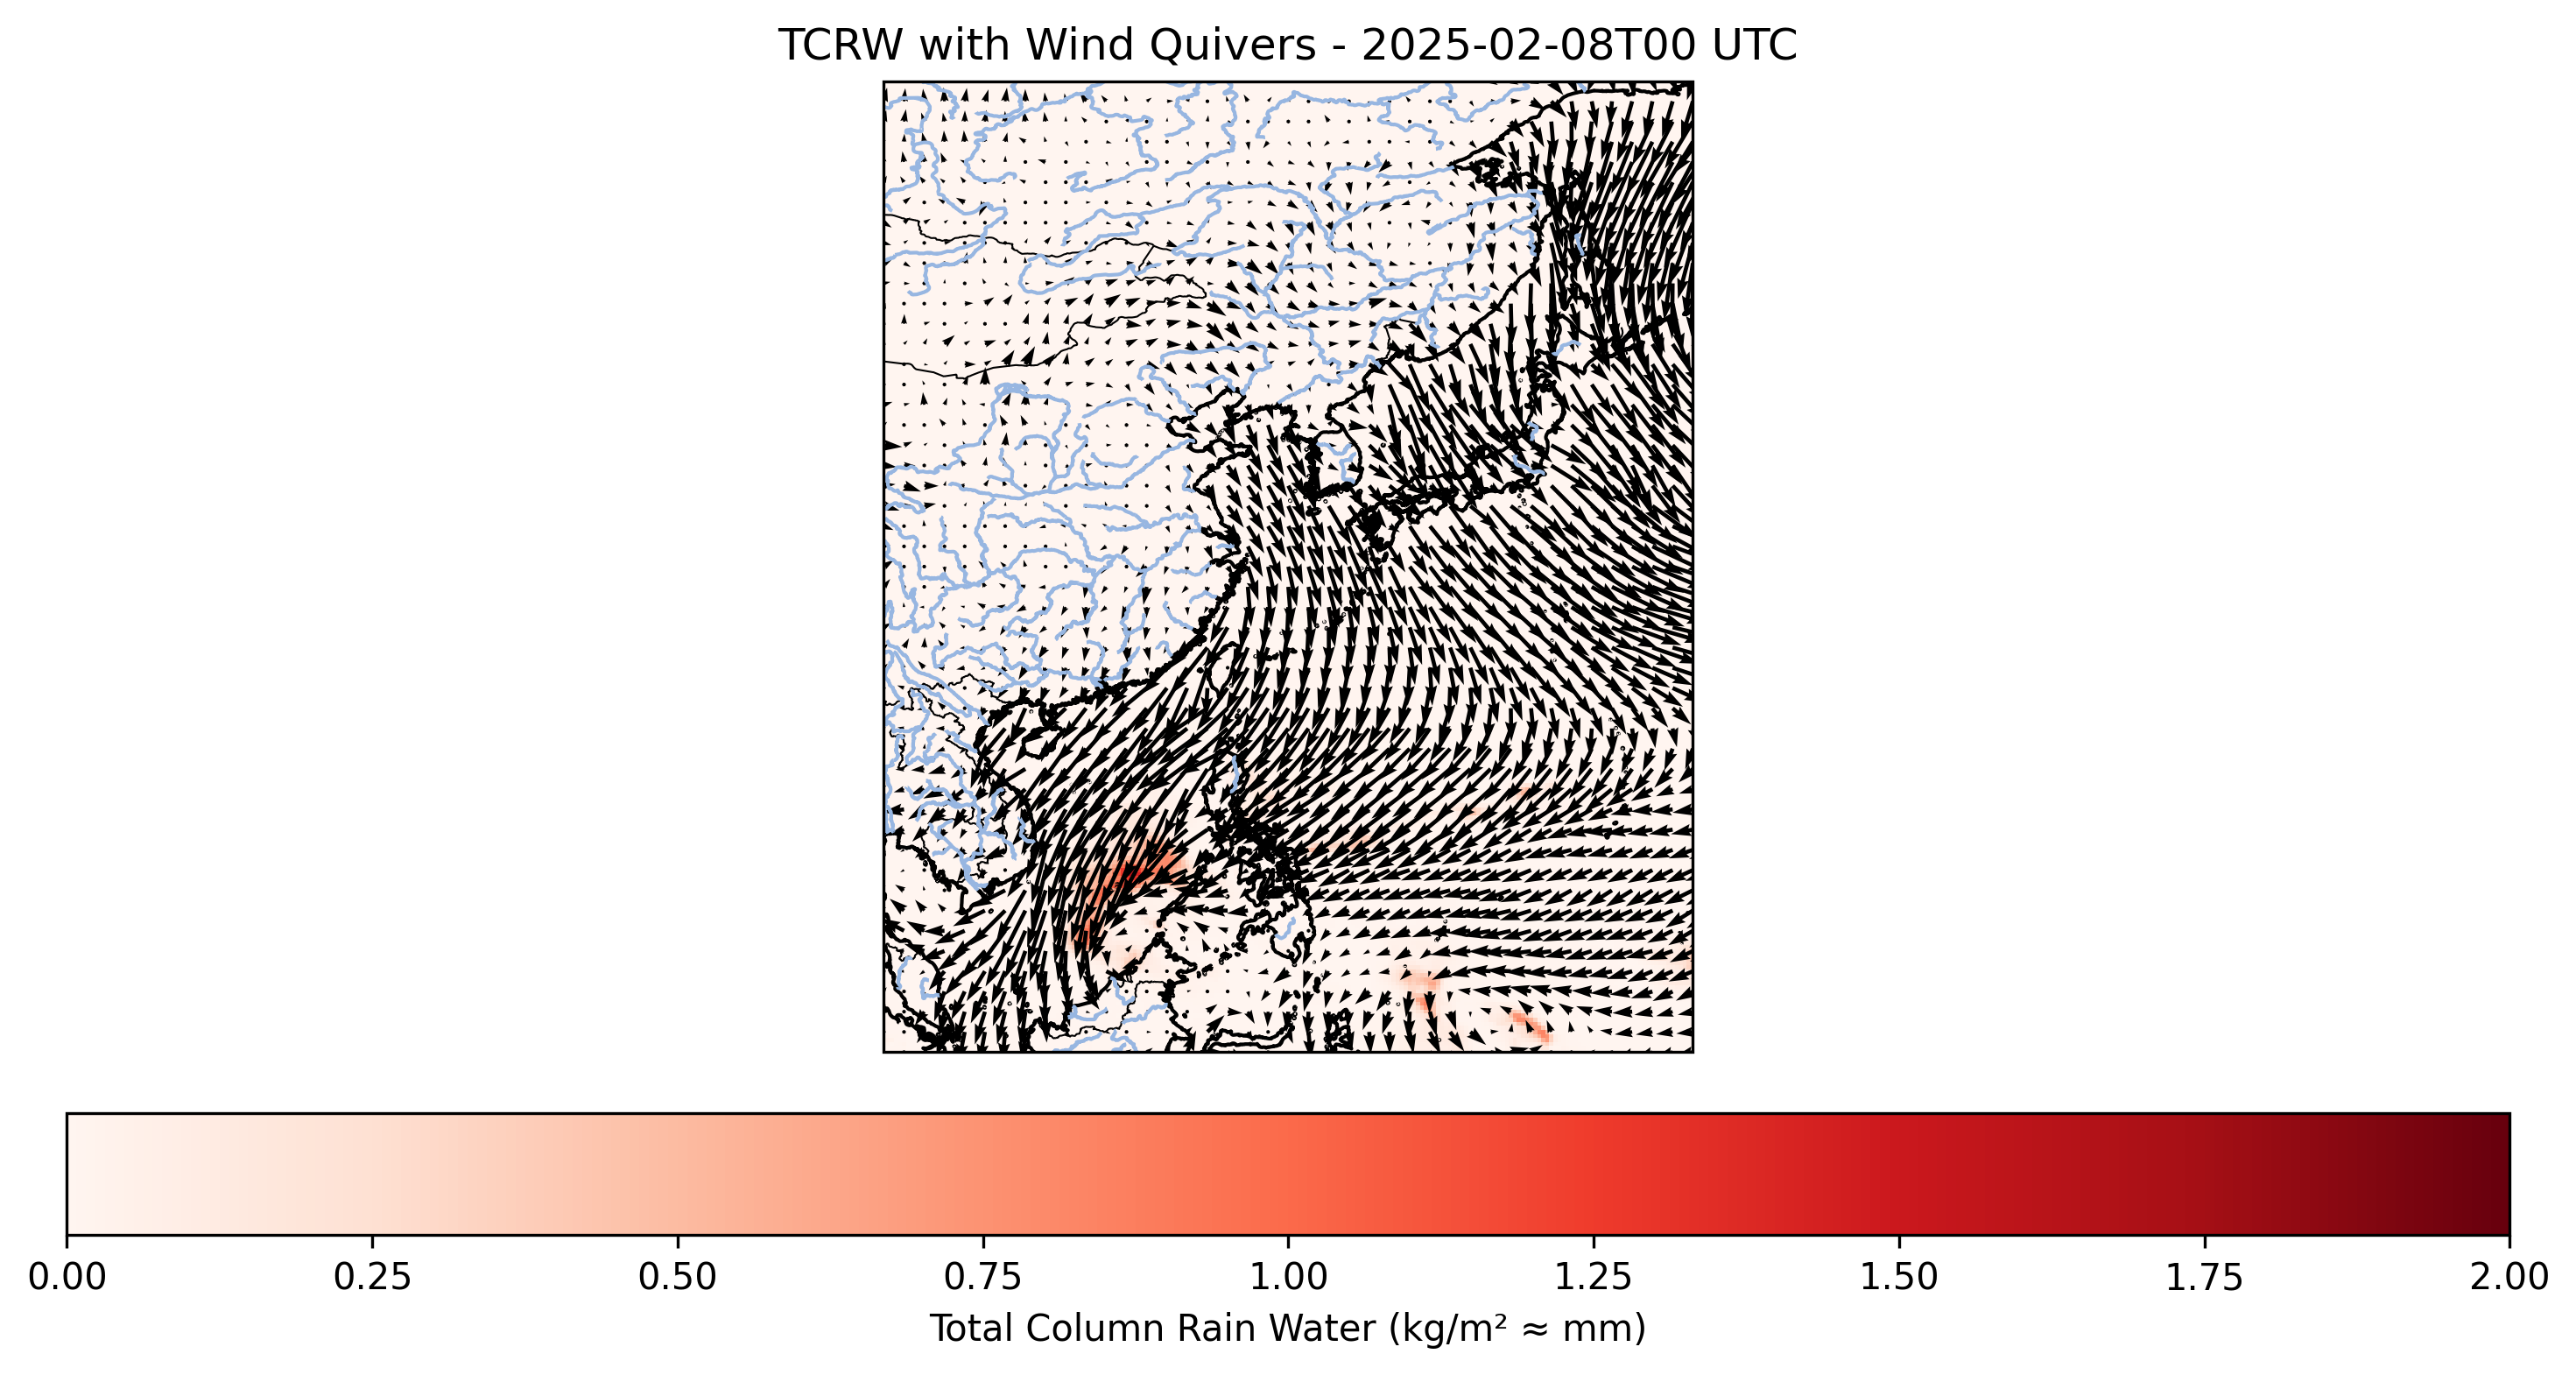 TCRW with Wind Quivers - 2025-02-08T00 UTC
0.00 0.25 0.50 0.75 1.00 1.25 1.50 1.75 2.00
Total Column Rain Water (kg/m² ≈ mm)